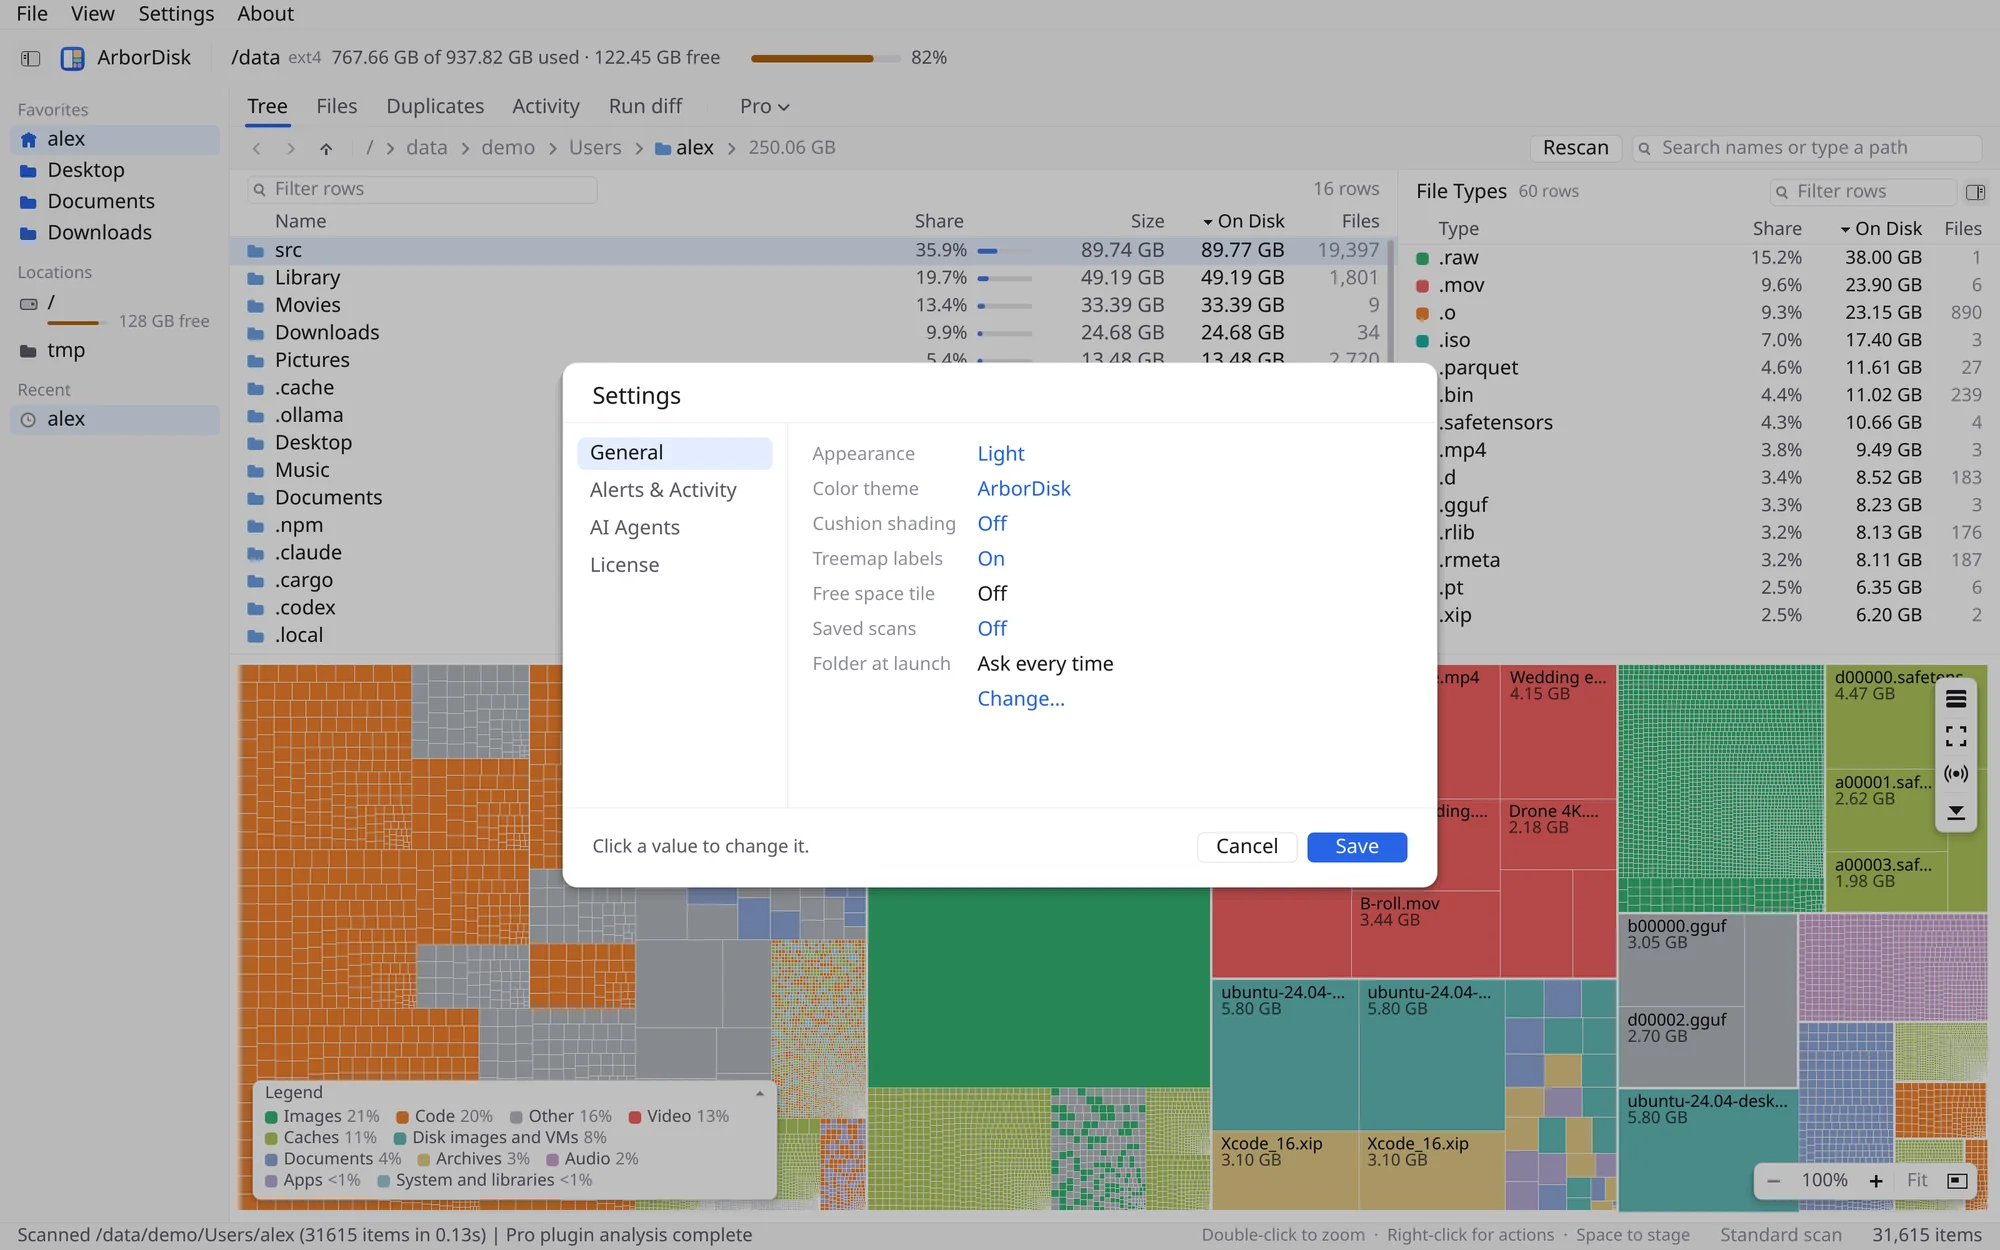 File View Settings About
ArborDisk /data ext4 767.66 GB of 937.82 GB used · 122.45 GB free 82%
Favorites
alex
Desktop
Documents
Downloads
Locations
/
128 GB free
tmp
Recent
alex
Tree Files Duplicates Activity Run diff Pro
/ > data > demo > Users > alex > 250.06 GB
Rescan Search names or type a path
Filter rows 16 rows
Name Share Size On Disk Files
src 35.9% 89.74 GB 89.77 GB 19,397
Library 19.7% 49.19 GB 49.19 GB 1,801
Movies 13.4% 33.39 GB 33.39 GB 9
Downloads 9.9% 24.68 GB 24.68 GB 34
Pictures 5.4% 13.48 GB 13.48 GB 2,720
.cache
.ollama
Desktop
Music
Documents
.npm
.claude
.cargo
.codex
.local
File Types 60 rows Filter rows
Type Share On Disk Files
.raw 15.2% 38.00 GB 1
.mov 9.6% 23.90 GB 6
.o 9.3% 23.15 GB 890
.iso 7.0% 17.40 GB 3
.parquet 4.6% 11.61 GB 27
.bin 4.4% 11.02 GB 239
.safetensors 4.3% 10.66 GB 4
.mp4 3.8% 9.49 GB 3
.d 3.4% 8.52 GB 183
.gguf 3.3% 8.23 GB 3
.rlib 3.2% 8.13 GB 176
.rmeta 3.2% 8.11 GB 187
.pt 2.5% 6.35 GB 6
.xip 2.5% 6.20 GB 2
Settings
General
Alerts & Activity
AI Agents
License
Appearance Light
Color theme ArborDisk
Cushion shading Off
Treemap labels On
Free space tile Off
Saved scans Off
Folder at launch Ask every time
Change...
Click a value to change it.
Cancel Save
.mp4
Wedding e...
4.15 GB
ding....
Drone 4K....
2.18 GB
B-roll.mov
3.44 GB
d00000.safetens
4.47 GB
a00001.saf...
2.62 GB
a00003.saf...
1.98 GB
b00000.gguf
3.05 GB
d00002.gguf
2.70 GB
ubuntu-24.04-...
5.80 GB
ubuntu-24.04-...
5.80 GB
ubuntu-24.04-desk...
5.80 GB
Xcode_16.xip
3.10 GB
Xcode_16.xip
3.10 GB
Legend
Images 21% Code 20% Other 16% Video 13%
Caches 11% Disk images and VMs 8%
Documents 4% Archives 3% Audio 2%
Apps <1% System and libraries <1%
− 100% + Fit
Scanned /data/demo/Users/alex (31615 items in 0.13s) | Pro plugin analysis complete
Double-click to zoom · Right-click for actions · Space to stage Standard scan 31,615 items